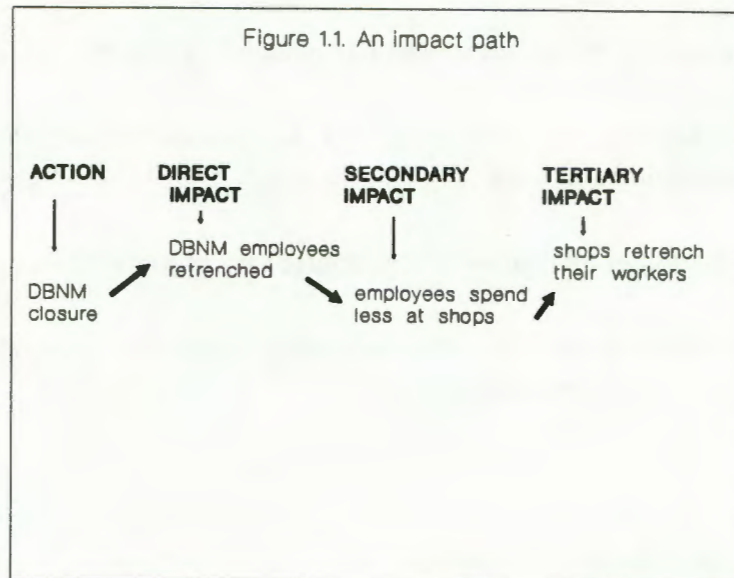 Figure 1.1. An impact path
ACTION
DIRECT
IMPACT
SECONDARY
IMPACT
TERTIARY
IMPACT
DBNM
closure
DBNM employees
retrenched
employees spend
less at shops
shops retrench
their workers